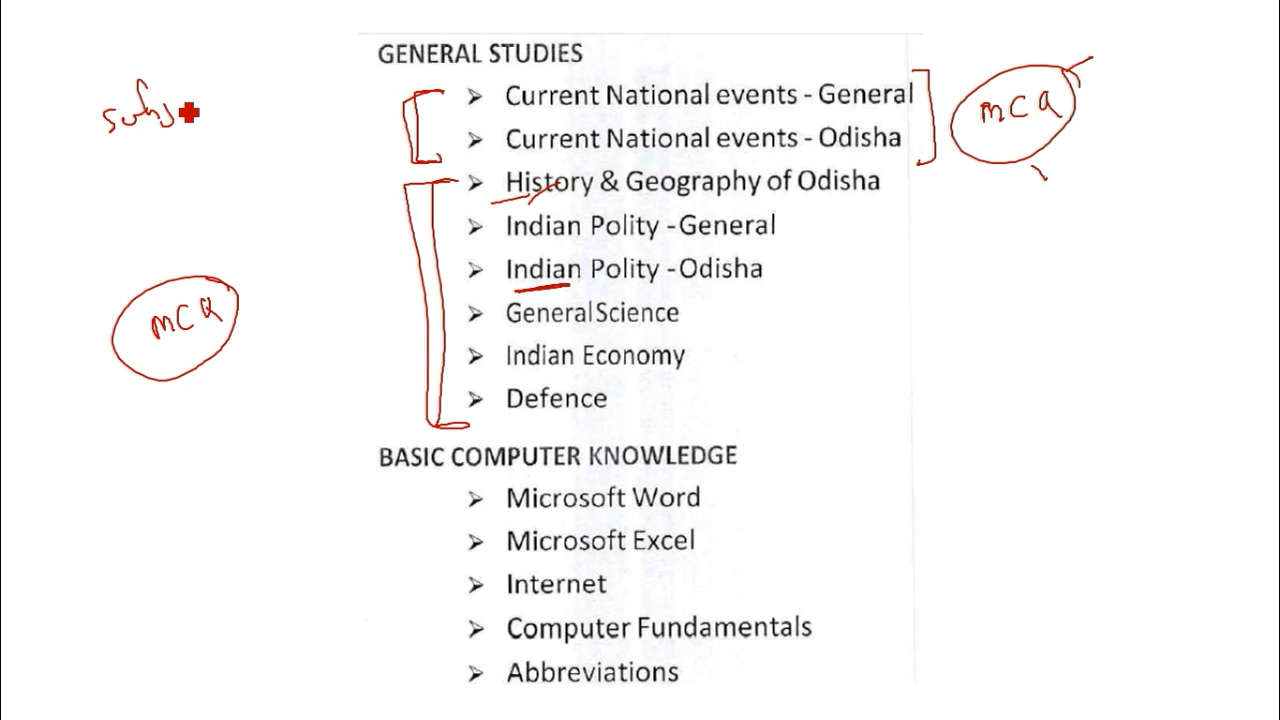 GENERAL STUDIES
➢ Current National events - General
➢ Current National events - Odisha
MCQ
➢ History & Geography of Odisha
➢ Indian Polity - General
➢ Indian Polity - Odisha
➢ General Science
MCQ
➢ Indian Economy
➢ Defence
BASIC COMPUTER KNOWLEDGE
➢ Microsoft Word
➢ Microsoft Excel
➢ Internet
➢ Computer Fundamentals
➢ Abbreviations